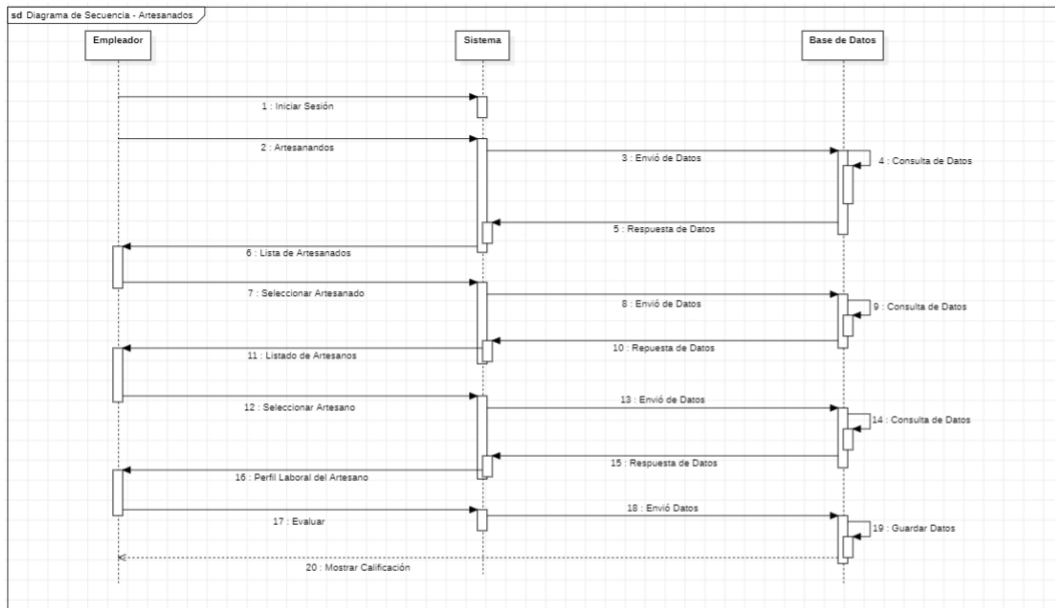 sd Diagrama de Secuencia - Artesanados
Empleador
Sistema
Base de Datos
1 : Iniciar Sesión
2 : Artesanandos
3 : Envió de Datos
4 : Consulta de Datos
5 : Respuesta de Datos
6 : Lista de Artesanados
7 : Seleccionar Artesanado
8 : Envió de Datos
9 : Consulta de Datos
10 : Repuesta de Datos
11 : Listado de Artesanos
12 : Seleccionar Artesano
13 : Envió de Datos
14 : Consulta de Datos
15 : Respuesta de Datos
16 : Perfil Laboral del Artesano
17 : Evaluar
18 : Envió Datos
19 : Guardar Datos
20 : Mostrar Calificación